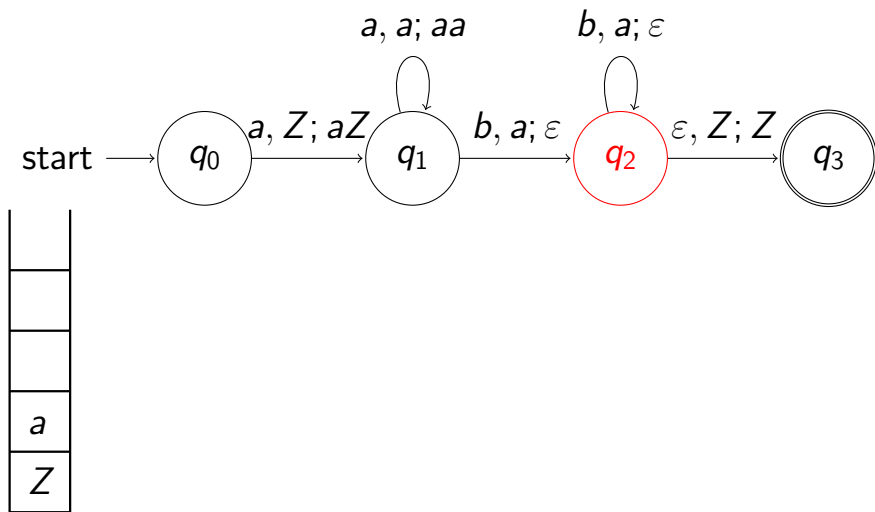 a, a; aa
b, a; ε
a, Z; aZ
b, a; ε
ε, Z; Z
start
q0
q1
q2
q3
a
Z